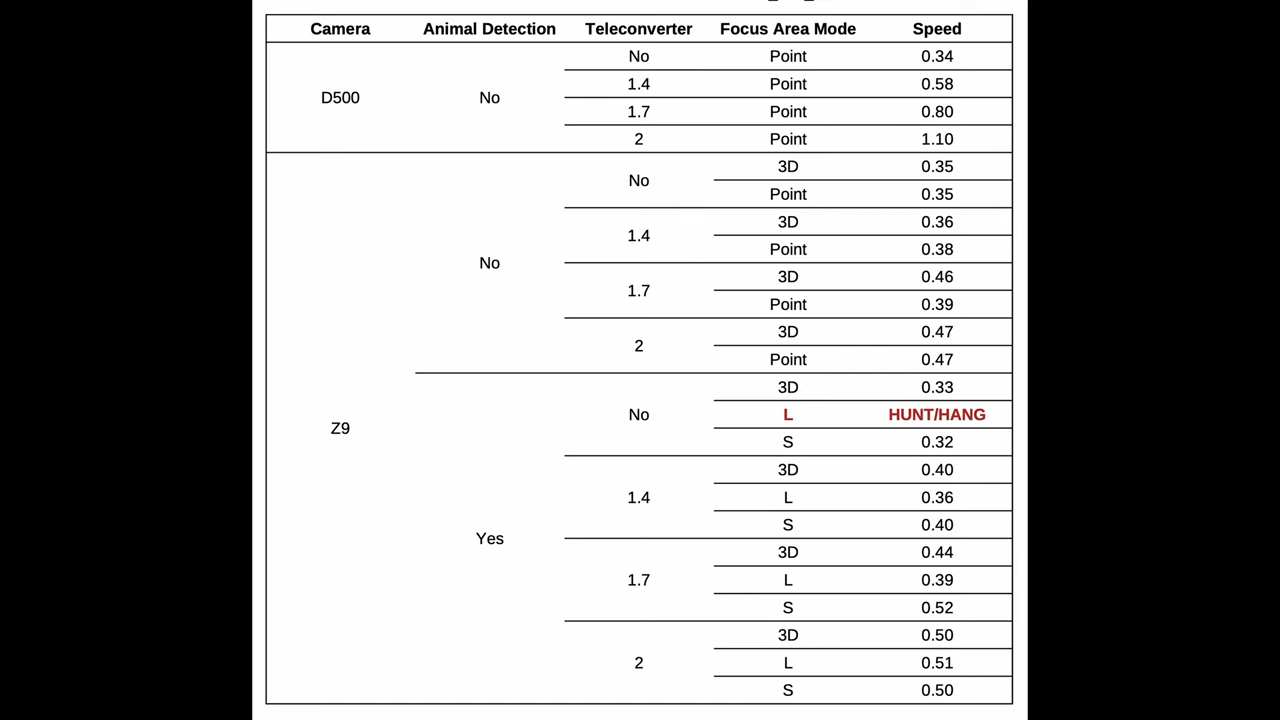 Camera Animal Detection Teleconverter Focus Area Mode Speed
D500 No No Point 0.34
1.4 Point 0.58
1.7 Point 0.80
2 Point 1.10
Z9 No No 3D 0.35
Point 0.35
1.4 3D 0.36
Point 0.38
1.7 3D 0.46
Point 0.39
2 3D 0.47
Point 0.47
Yes No 3D 0.33
L HUNT/HANG
S 0.32
1.4 3D 0.40
L 0.36
S 0.40
1.7 3D 0.44
L 0.39
S 0.52
2 3D 0.50
L 0.51
S 0.50